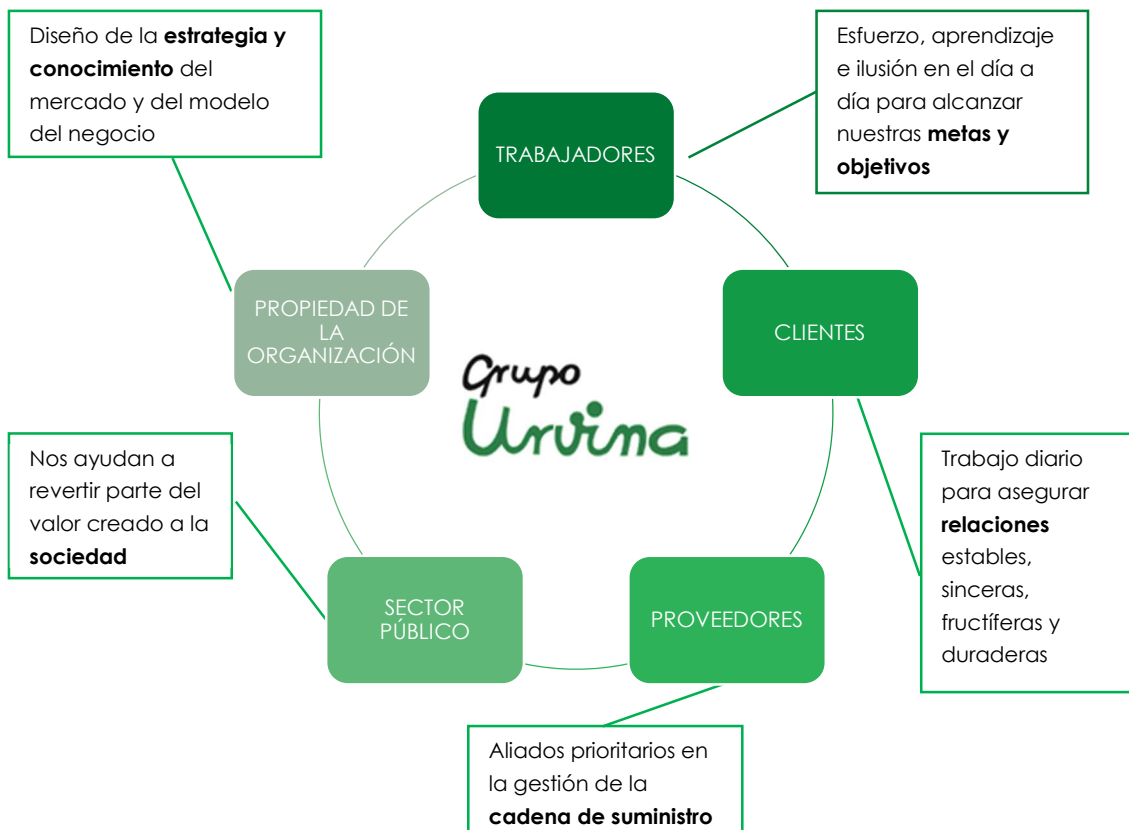 Diseño de la estrategia y
conocimiento del
mercado y del modelo
del negocio
Esfuerzo, aprendizaje
e ilusión en el día a
día para alcanzar
nuestras metas y
objetivos
TRABAJADORES
PROPIEDAD DE
LA
ORGANIZACIÓN
CLIENTES
Grupo
Urvina
Nos ayudan a
revertir parte del
valor creado a la
sociedad
Trabajo diario
para asegurar
relaciones
estables,
sinceras,
fructíferas y
duraderas
SECTOR
PÚBLICO
PROVEEDORES
Aliados prioritarios en
la gestión de la
cadena de suministro